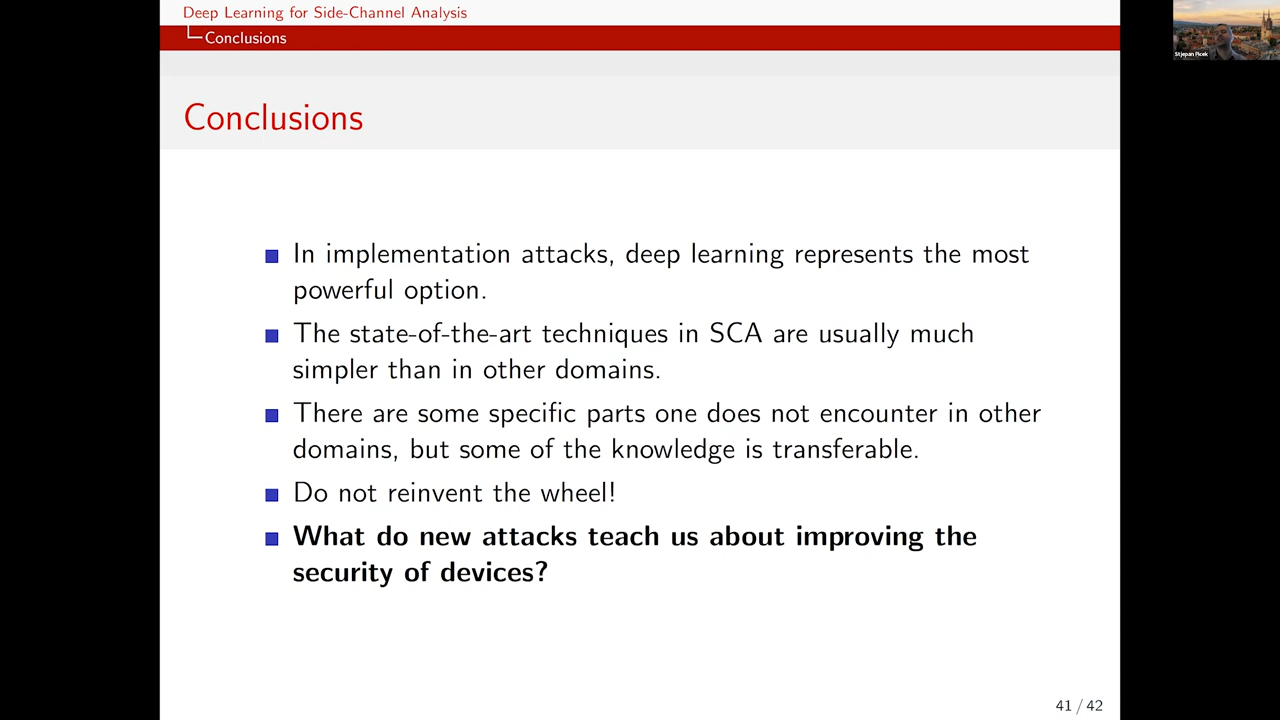 Deep Learning for Side-Channel Analysis
Conclusions
Stjepan Picek
Conclusions
In implementation attacks, deep learning represents the most
powerful option.
The state-of-the-art techniques in SCA are usually much
simpler than in other domains.
There are some specific parts one does not encounter in other
domains, but some of the knowledge is transferable.
Do not reinvent the wheel!
What do new attacks teach us about improving the
security of devices?
41 / 42